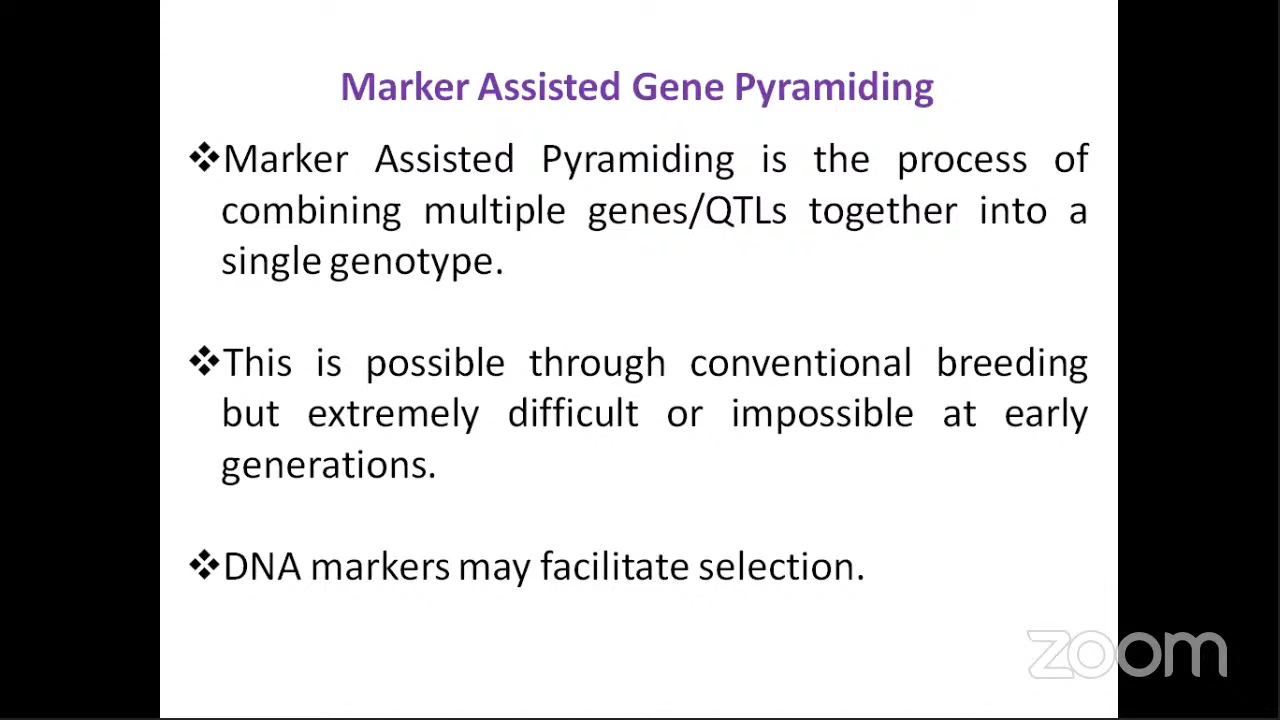 Marker Assisted Gene Pyramiding
❖Marker Assisted Pyramiding is the process of
combining multiple genes/QTLs together into a
single genotype.
❖This is possible through conventional breeding
but extremely difficult or impossible at early
generations.
❖DNA markers may facilitate selection.
zoom